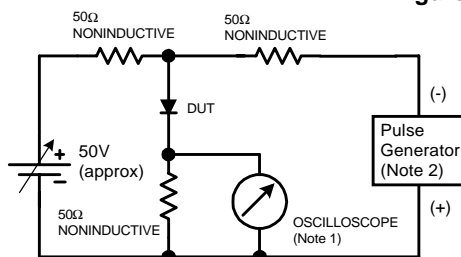 50Ω
NONINDUCTIVE
50Ω
NONINDUCTIVE
DUT
(-)
Pulse
Generator
(Note 2)
(+)
+
50V
(approx)
-
50Ω
NONINDUCTIVE
OSCILLOSCOPE
(Note 1)